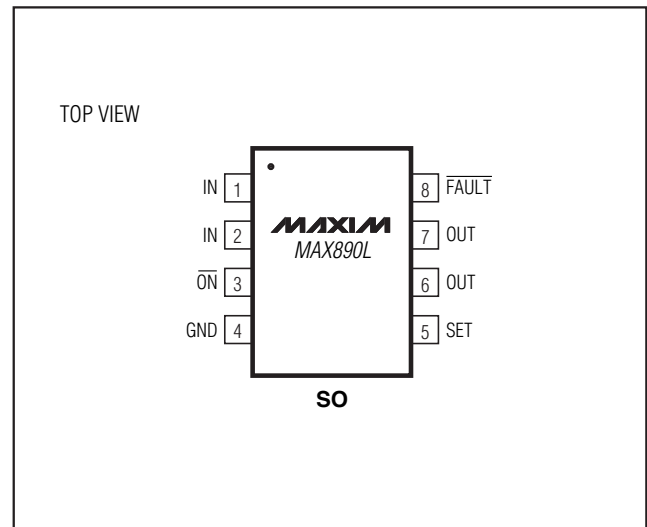 TOP VIEW
IN 1
IN 2
ON 3
GND 4
MAXIM
MAX890L
8 FAULT
7 OUT
6 OUT
5 SET
SO